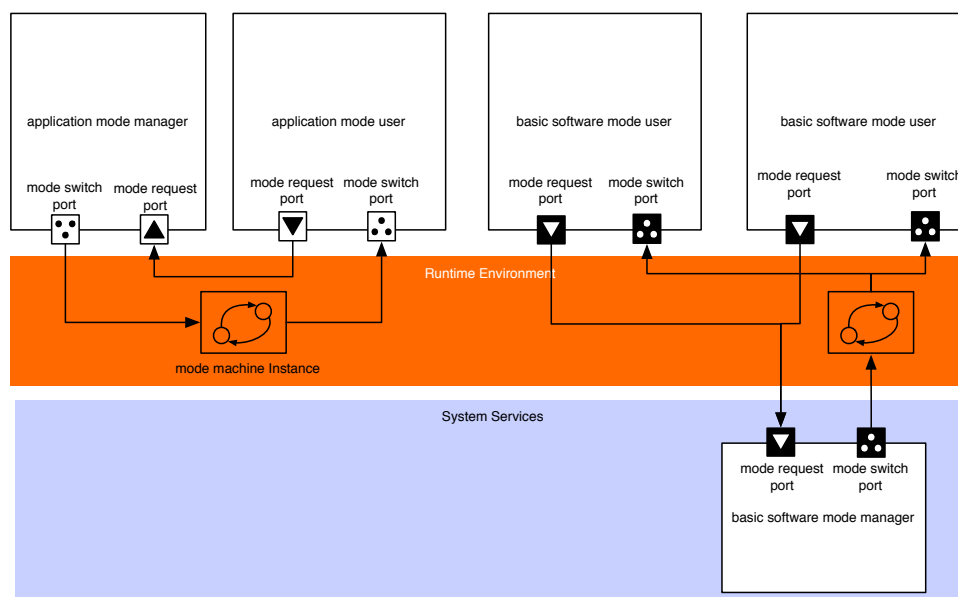 application mode manager
application mode user
basic software mode user
basic software mode user
mode switch
port
mode request
port
mode request
port
mode switch
port
mode request
port
mode switch
port
mode request
port
mode switch
port
Runtime Environment
mode machine Instance
System Services
mode request
port
mode switch
port
basic software mode manager